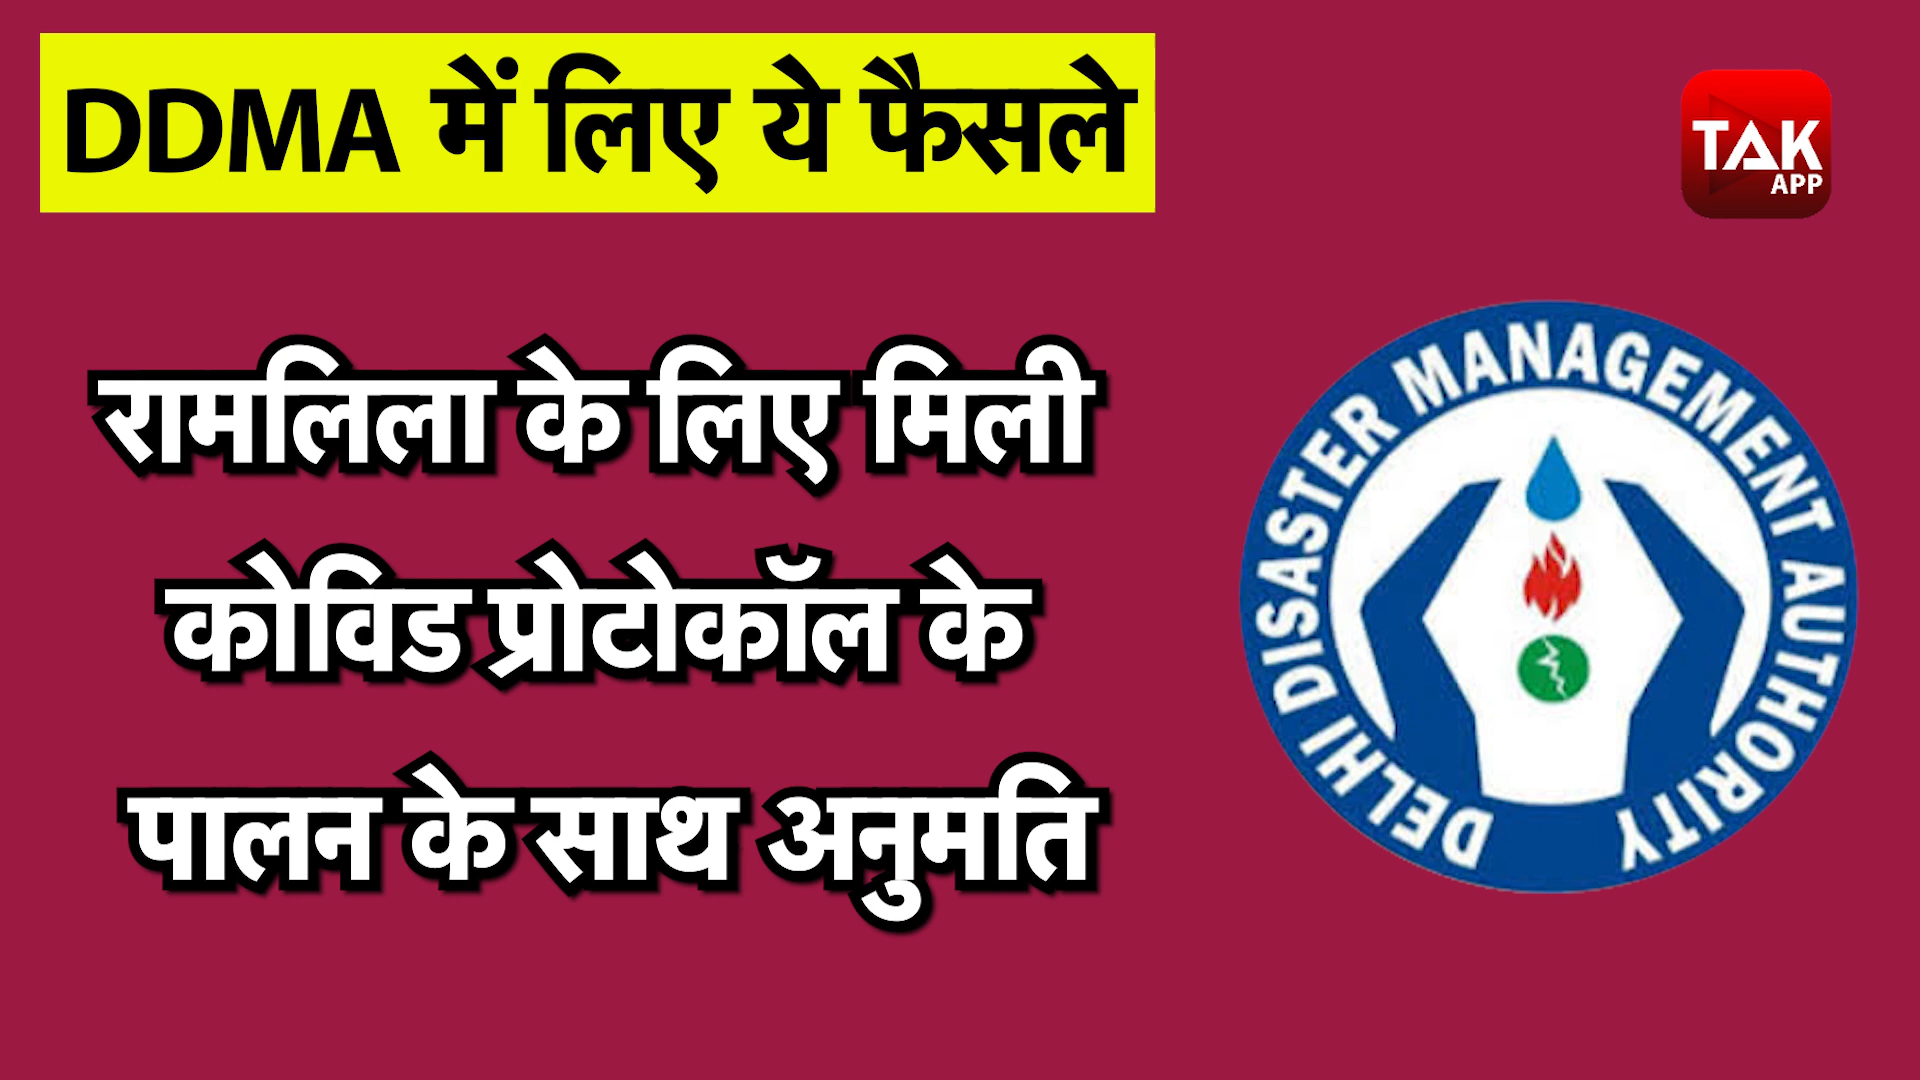 DDMA में लिए ये फैसले
TAK
APP
रामलिला के लिए मिली
कोविड प्रोटोकॉल के
पालन के साथ अनुमति
DELHI DISASTER MANAGEMENT AUTHORITY